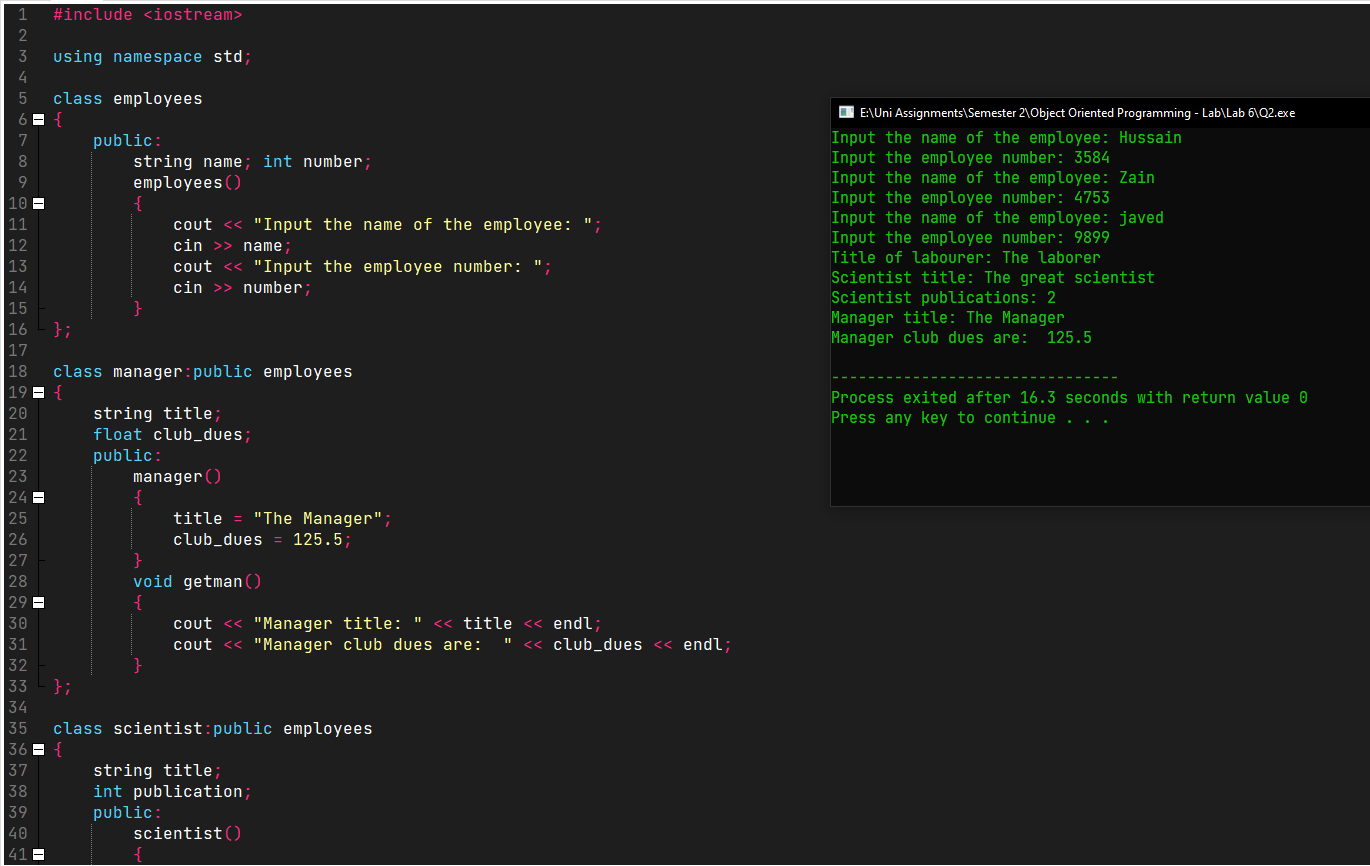 1 #include <iostream>
2
3 using namespace std;
4
5 class employees
6 {
7 public:
8 string name; int number;
9 employees()
10 {
11 cout << "Input the name of the employee: ";
12 cin >> name;
13 cout << "Input the employee number: ";
14 cin >> number;
15 }
16 };
17
18 class manager:public employees
19 {
20 string title;
21 float club_dues;
22 public:
23 manager()
24 {
25 title = "The Manager";
26 club_dues = 125.5;
27 }
28 void getman()
29 {
30 cout << "Manager title: " << title << endl;
31 cout << "Manager club dues are:  " << club_dues << endl;
32 }
33 };
34
35 class scientist:public employees
36 {
37 string title;
38 int publication;
39 public:
40 scientist()
41 {
E:\Uni Assignments\Semester 2\Object Oriented Programming - Lab\Lab 6\Q2.exe
Input the name of the employee: Hussain
Input the employee number: 3584
Input the name of the employee: Zain
Input the employee number: 4753
Input the name of the employee: javed
Input the employee number: 9899
Title of labourer: The laborer
Scientist title: The great scientist
Scientist publications: 2
Manager title: The Manager
Manager club dues are:  125.5
--------------------------------
Process exited after 16.3 seconds with return value 0
Press any key to continue . . .